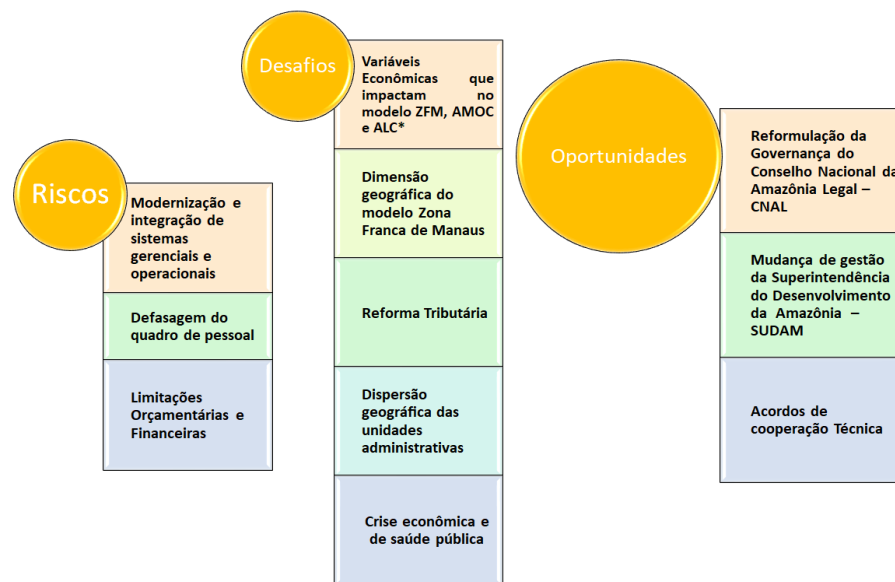 Riscos
Modernização e
integração de
sistemas
gerenciais e
operacionais
Defasagem do
quadro de pessoal
Limitações
Orçamentárias e
Financeiras
Desafios
Variáveis
Econômicas que
impactam no
modelo ZFM, AMOC
e ALC*
Dimensão
geográfica do
modelo Zona
Franca de Manaus
Reforma Tributária
Dispersão
geográfica das
unidades
administrativas
Crise econômica e
de saúde pública
Oportunidades
Reformulação da
Governança do
Conselho Nacional da
Amazônia Legal –
CNAL
Mudança de gestão
da Superintendência
do Desenvolvimento
da Amazônia –
SUDAM
Acordos de
cooperação Técnica